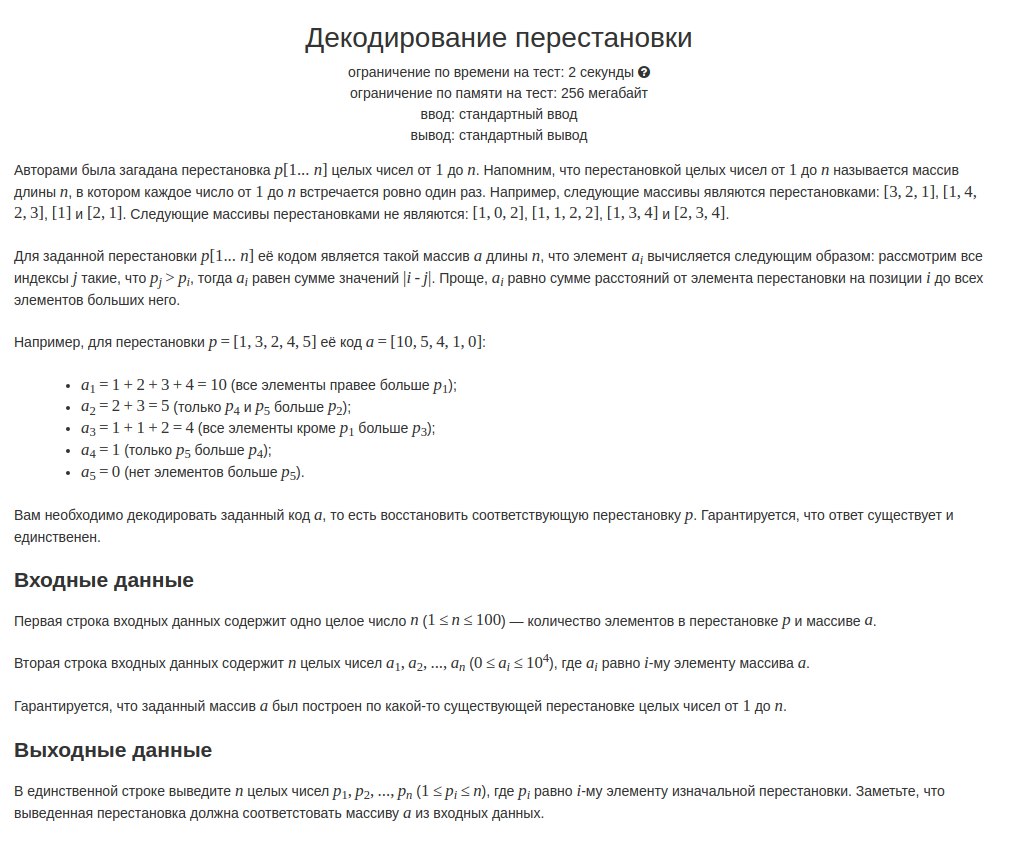 Декодирование перестановки
ограничение по времени на тест: 2 секунды ?
ограничение по памяти на тест: 256 мегабайт
ввод: стандартный ввод
вывод: стандартный вывод
Авторами была загадана перестановка p[1... n] целых чисел от 1 до n. Напомним, что перестановкой целых чисел от 1 до n называется массив
длины n, в котором каждое число от 1 до n встречается ровно один раз. Например, следующие массивы являются перестановками: [3, 2, 1], [1, 4,
2, 3], [1] и [2, 1]. Следующие массивы перестановками не являются: [1, 0, 2], [1, 1, 2, 2], [1, 3, 4] и [2, 3, 4].
Для заданной перестановки p[1... n] её кодом является такой массив a длины n, что элемент a_i вычисляется следующим образом: рассмотрим все
индексы j такие, что p_j > p_i, тогда a_i равен сумме значений |i - j|. Проще, a_i равно сумме расстояний от элемента перестановки на позиции i до всех
элементов больших него.
Например, для перестановки p = [1, 3, 2, 4, 5] её код a = [10, 5, 4, 1, 0]:
• a_1 = 1 + 2 + 3 + 4 = 10 (все элементы правее больше p_1);
• a_2 = 2 + 3 = 5 (только p_4 и p_5 больше p_2);
• a_3 = 1 + 1 + 2 = 4 (все элементы кроме p_1 больше p_3);
• a_4 = 1 (только p_5 больше p_4);
• a_5 = 0 (нет элементов больше p_5).
Вам необходимо декодировать заданный код a, то есть восстановить соответствующую перестановку p. Гарантируется, что ответ существует и
единственен.
Входные данные
Первая строка входных данных содержит одно целое число n (1 ≤ n ≤ 100) — количество элементов в перестановке p и массиве a.
Вторая строка входных данных содержит n целых чисел a_1, a_2, ..., a_n (0 ≤ a_i ≤ 10^4), где a_i равно i-му элементу массива a.
Гарантируется, что заданный массив a был построен по какой-то существующей перестановке целых чисел от 1 до n.
Выходные данные
В единственной строке выведите n целых чисел p_1, p_2, ..., p_n (1 ≤ p_i ≤ n), где p_i равно i-му элементу изначальной перестановки. Заметьте, что
выведенная перестановка должна соответстовать массиву a из входных данных.